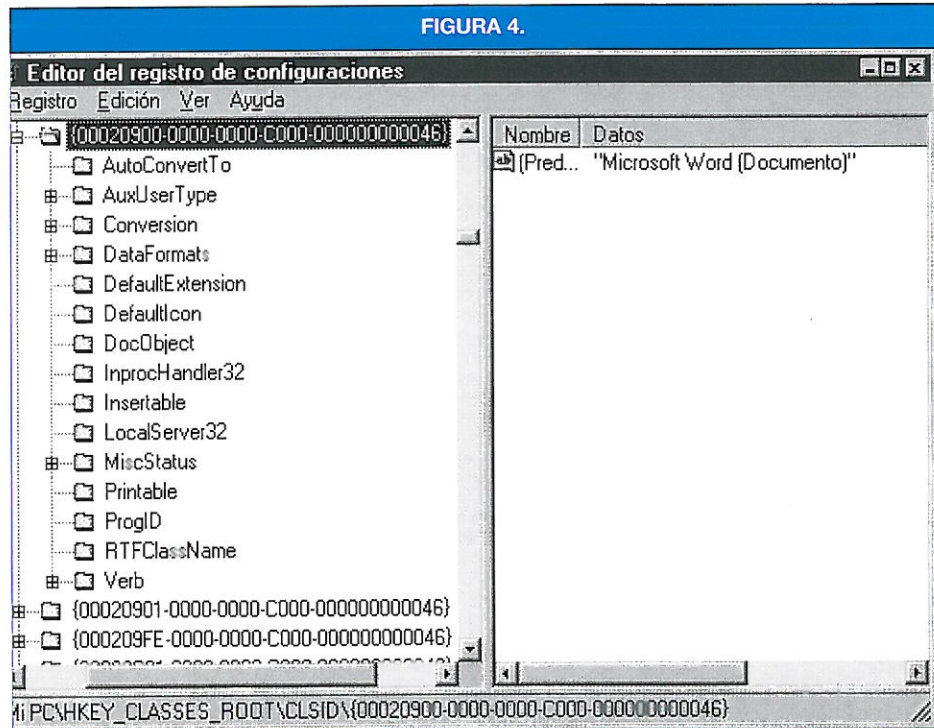 FIGURA 4.
Editor del registro de configuraciones
Registro Edición Ver Ayuda
{00020900-0000-0000-C000-000000000046}
AutoConvertTo
AuxUserType
Conversion
DataFormats
DefaultExtension
DefaultIcon
DocObject
InprocHandler32
Insertable
LocalServer32
MiscStatus
Printable
ProgID
RTFClassName
Verb
{00020901-0000-0000-C000-000000000046}
{000209FE-0000-0000-C000-000000000046}
Nombre Datos
ab (Pred... "Microsoft Word (Documento)"
Mi PC\HKEY_CLASSES_ROOT\CLSID\{00020900-0000-0000-C000-000000000046}